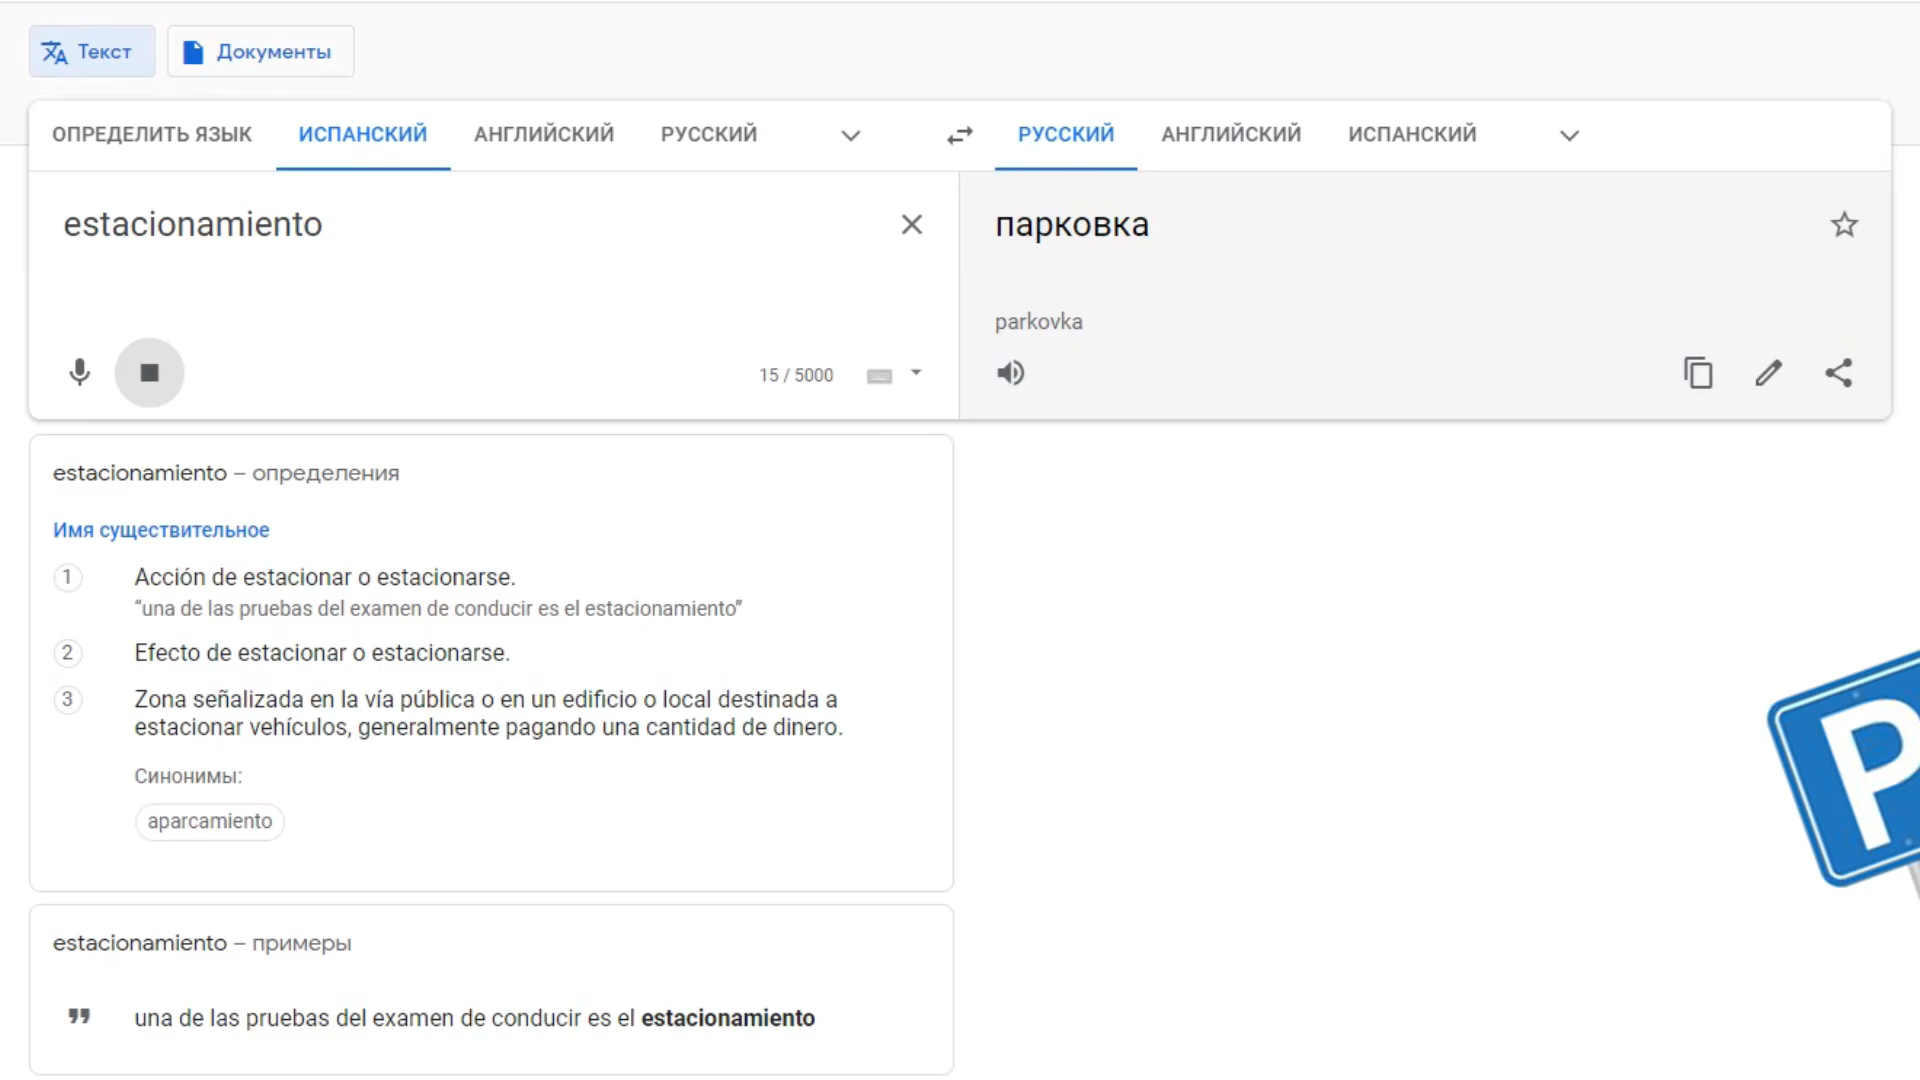 Текст
Документы
ОПРЕДЕЛИТЬ ЯЗЫК
ИСПАНСКИЙ
АНГЛИЙСКИЙ
РУССКИЙ
РУССКИЙ
АНГЛИЙСКИЙ
ИСПАНСКИЙ
estacionamiento
парковка
parkovka
15 / 5000
estacionamiento – определения
Имя существительное
1
Acción de estacionar o estacionarse.
“una de las pruebas del examen de conducir es el estacionamiento”
2
Efecto de estacionar o estacionarse.
3
Zona señalizada en la vía pública o en un edificio o local destinada a
estacionar vehículos, generalmente pagando una cantidad de dinero.
Синонимы:
aparcamiento
P
estacionamiento – примеры
una de las pruebas del examen de conducir es el estacionamiento